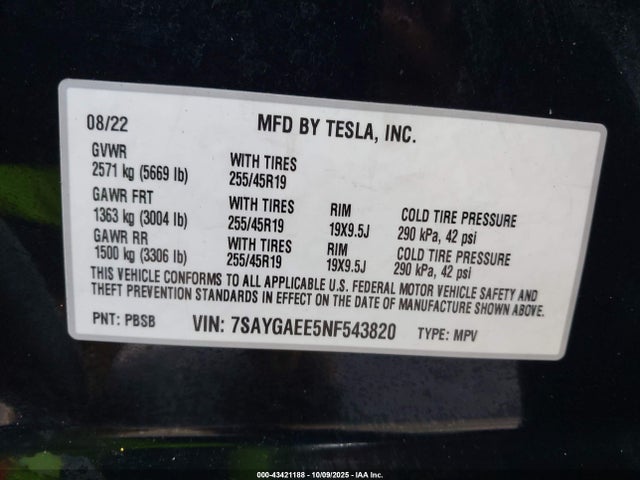 08/22 MFD BY TESLA, INC.
GVWR
2571 kg (5669 lb) WITH TIRES
255/45R19
GAWR FRT WITH TIRES RIM COLD TIRE PRESSURE
1363 kg (3004 lb) 255/45R19 19X9.5J 290 kPa, 42 psi
GAWR RR WITH TIRES RIM COLD TIRE PRESSURE
1500 kg (3306 lb) 255/45R19 19X9.5J 290 kPa, 42 psi
THIS VEHICLE CONFORMS TO ALL APPLICABLE U.S. FEDERAL MOTOR VEHICLE SAFETY AND
THEFT PREVENTION STANDARDS IN EFFECT ON THE DATE OF MANUFACTURE SHOWN ABOVE.
PNT: PBSB VIN: 7SAYGAEE5NF543820 TYPE: MPV
000-43421188 - 10/09/2025 - IAA Inc.